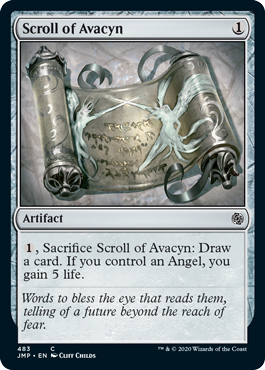 Scroll of Avacyn 1
Artifact
1 , Sacrifice Scroll of Avacyn: Draw
a card. If you control an Angel, you
gain 5 life.
Words to bless the eye that reads them,
telling of a future beyond the reach of
fear.
483 C
JMP • EN CLIFF CHILDS
™ & © 2020 Wizards of the Coast